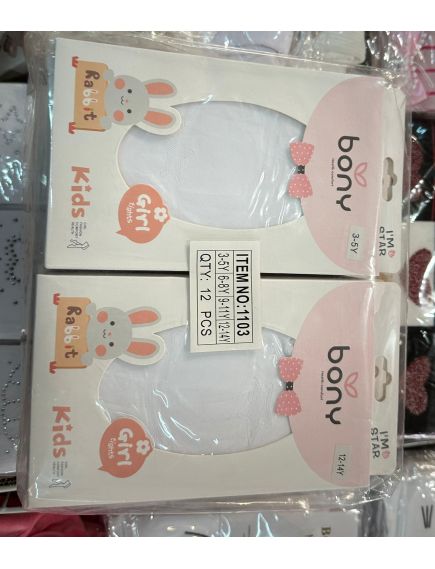 Rabbit
Kids
Girl
tights
bony
3-5Y
I'M
STAR
ITEM NO:1103
3-5Y 6-8Y 9-11Y 12-14Y
QTY: 12 PCS
Rabbit
Kids
Girl
tights
bony
12-14Y
I'M
STAR